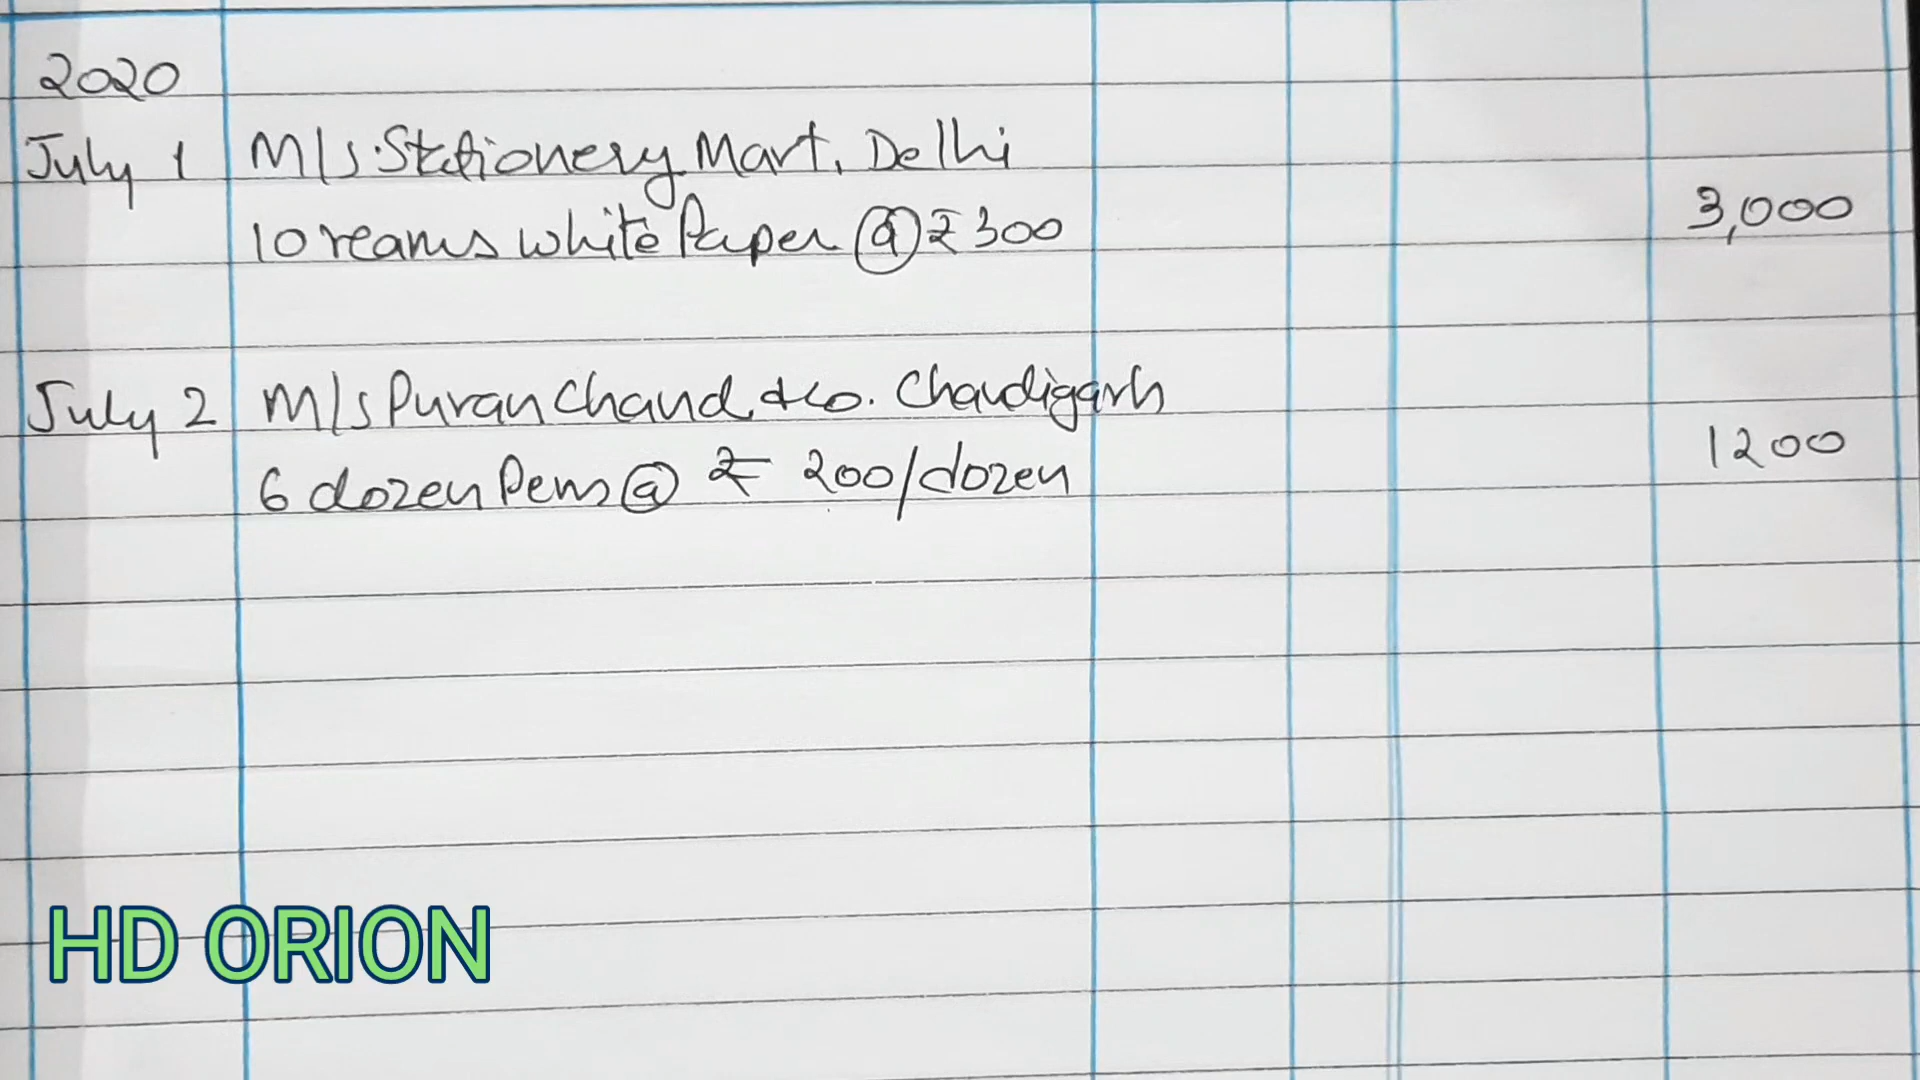 2020
July 1 M/s. Stationery Mart, Delhi
10 reams white Paper @ ₹ 300 3,000
July 2 M/s Puran Chand & Co. Chandigarh
6 dozen Pens @ ₹ 200/dozen 1200
HD ORION